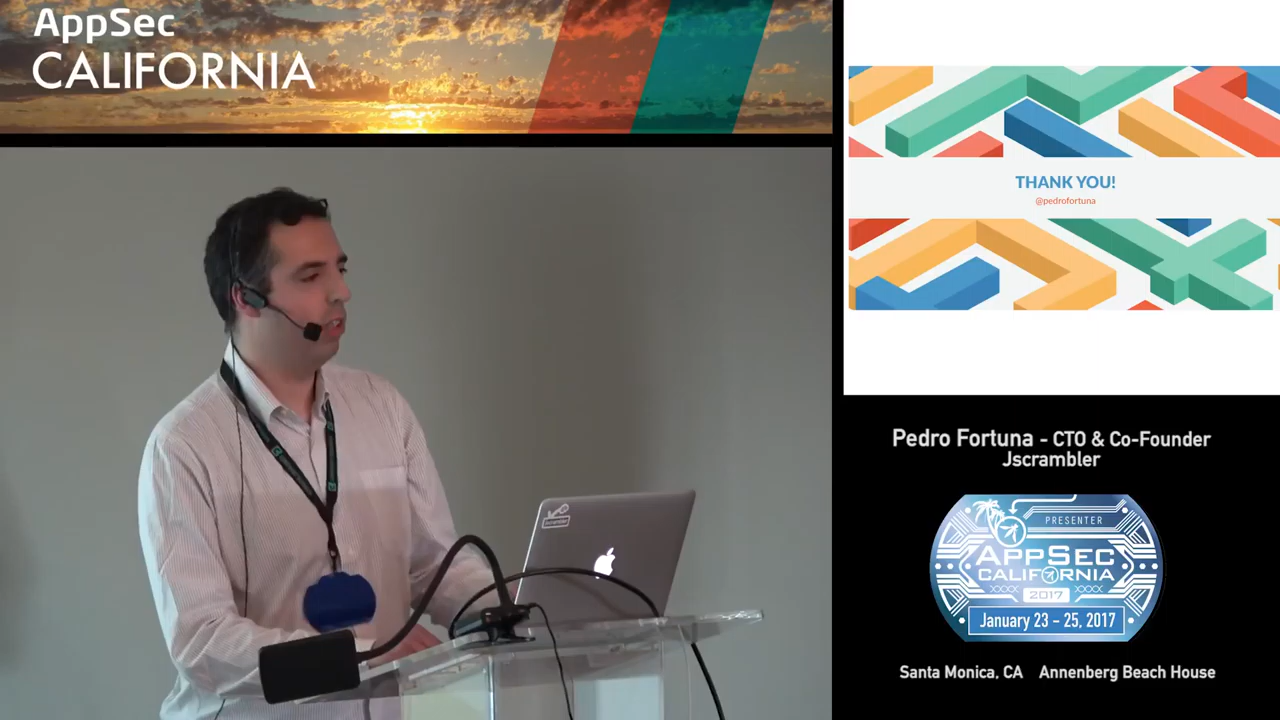 AppSec
CALIFORNIA
THANK YOU!
@pedrofortuna
Pedro Fortuna - CTO & Co-Founder
Jscrambler
PRESENTER
APPSEC
CALIFORNIA
2017
January 23 - 25, 2017
Santa Monica, CA Annenberg Beach House